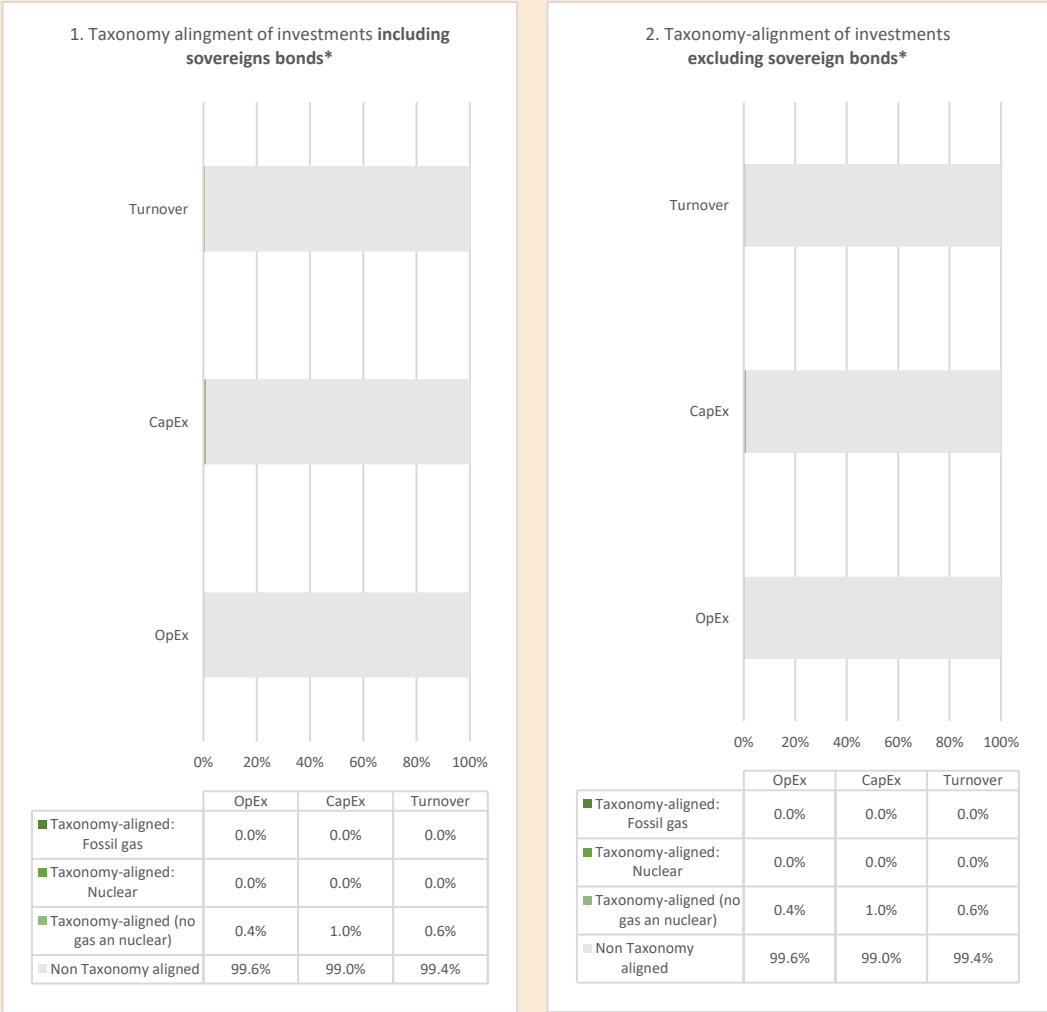 1. Taxonomy alingment of investments including
sovereigns bonds*
Turnover
CapEx
OpEx
0% 20% 40% 60% 80% 100%
OpEx CapEx Turnover
Taxonomy-aligned:
Fossil gas 0.0% 0.0% 0.0%
Taxonomy-aligned:
Nuclear 0.0% 0.0% 0.0%
Taxonomy-aligned (no
gas an nuclear) 0.4% 1.0% 0.6%
Non Taxonomy aligned 99.6% 99.0% 99.4%
2. Taxonomy-alignment of investments
excluding sovereign bonds*
Turnover
CapEx
OpEx
0% 20% 40% 60% 80% 100%
OpEx CapEx Turnover
Taxonomy-aligned:
Fossil gas 0.0% 0.0% 0.0%
Taxonomy-aligned:
Nuclear 0.0% 0.0% 0.0%
Taxonomy-aligned (no
gas an nuclear) 0.4% 1.0% 0.6%
Non Taxonomy
aligned 99.6% 99.0% 99.4%